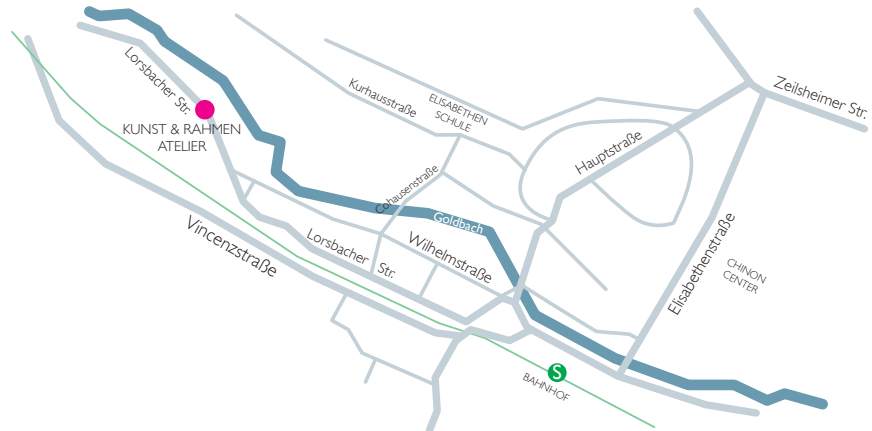 Lorsbacher Str.
KUNST & RAHMEN
ATELIER
Kurhausstraße
ELISABETHEN
SCHULE
Zeilsheimer Str.
Hauptstraße
Cohausenstraße
Goldbach
Vincenzstraße
Lorsbacher Str.
Wilhelmstraße
Elisabethenstraße
CHINON
CENTER
S
BAHNHOF